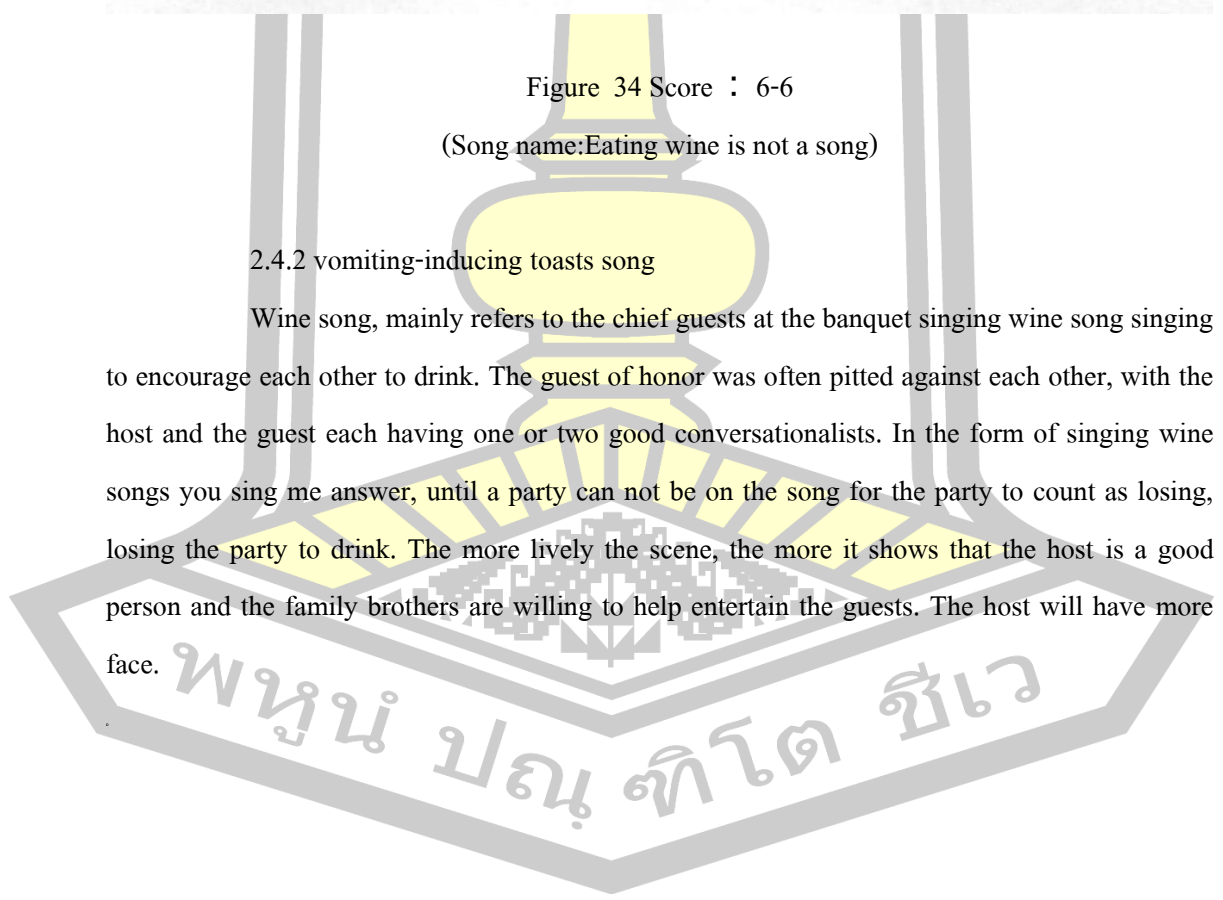 Figure 34 Score ： 6-6
(Song name:Eating wine is not a song)
2.4.2 vomiting-inducing toasts song
Wine song, mainly refers to the chief guests at the banquet singing wine song singing
to encourage each other to drink. The guest of honor was often pitted against each other, with the
host and the guest each having one or two good conversationalists. In the form of singing wine
songs you sing me answer, until a party can not be on the song for the party to count as losing,
losing the party to drink. The more lively the scene, the more it shows that the host is a good
person and the family brothers are willing to help entertain the guests. The host will have more
face.
พหูนํ ปณฺฑิโต ชีเว